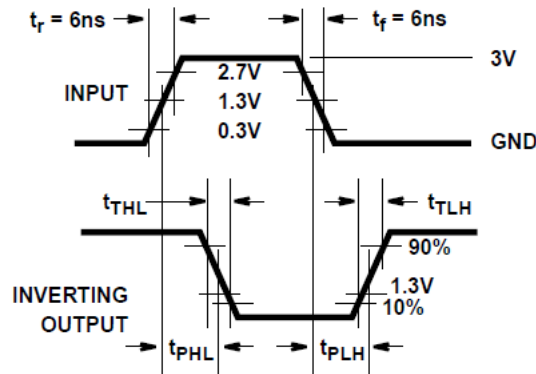 tr = 6ns
tf = 6ns
3V
2.7V
INPUT
1.3V
0.3V
GND
tTHL
tTLH
90%
1.3V
INVERTING
10%
OUTPUT
tPHL
tPLH